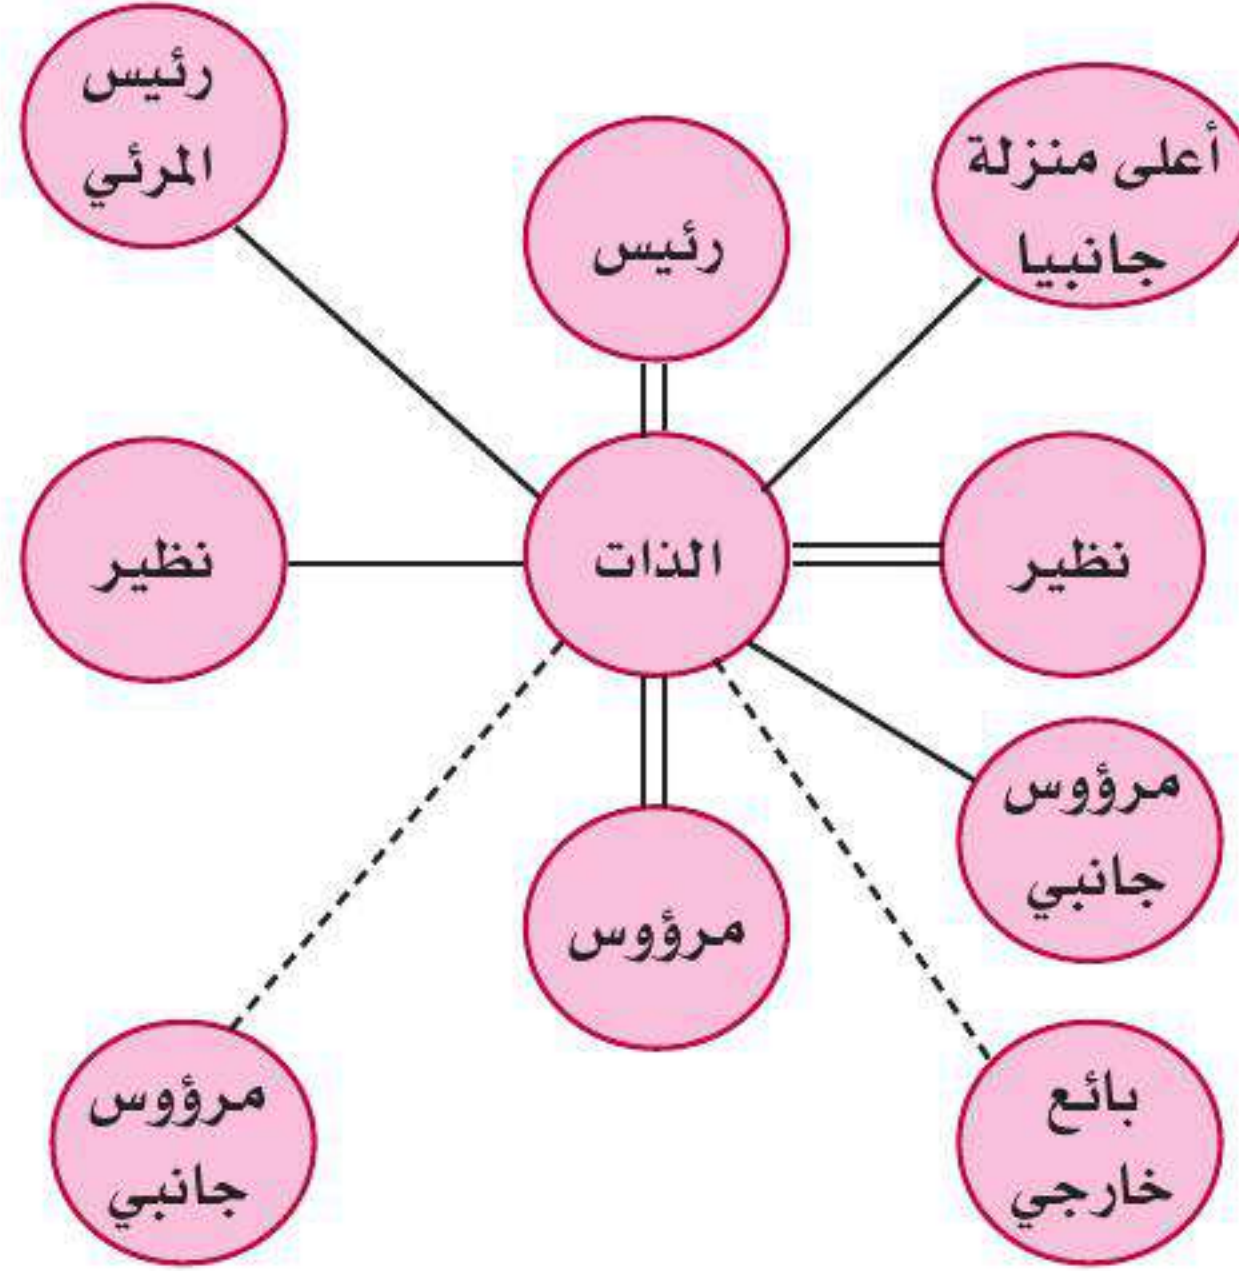 أعلى منزلة
جانبيا
رئيس
رئيس
المرئي
نظير
الذات
نظير
مرؤوس
جانبي
مرؤوس
بائع
خارجي
مرؤوس
جانبي